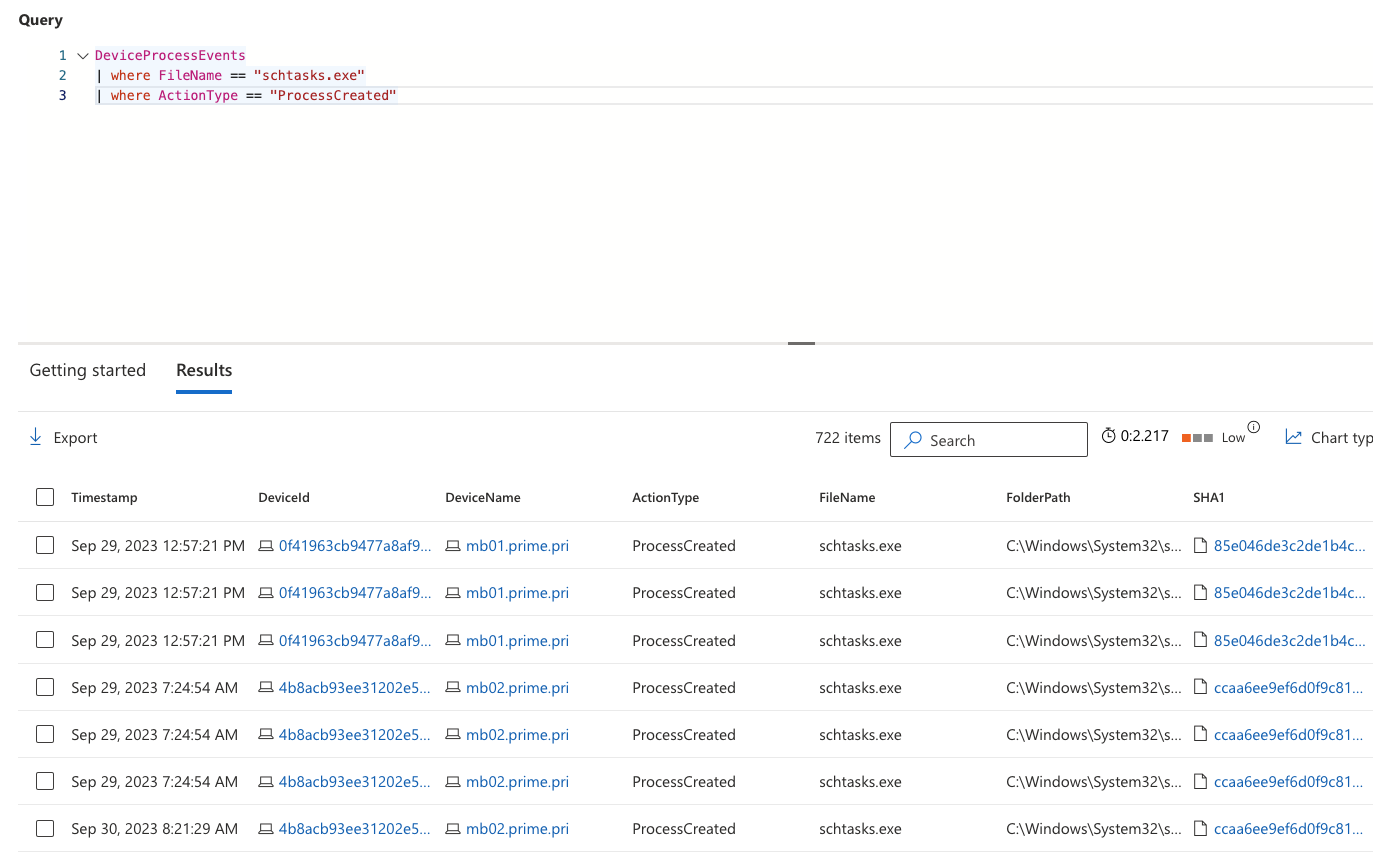 Query
1 DeviceProcessEvents
2 | where FileName == "schtasks.exe"
3 | where ActionType == "ProcessCreated"
Getting started Results
Export 722 items Search 0:2.217 Low Chart typ
Timestamp DeviceId DeviceName ActionType FileName FolderPath SHA1
Sep 29, 2023 12:57:21 PM 0f41963cb9477a8af9... mb01.prime.pri ProcessCreated schtasks.exe C:\Windows\System32\s... 85e046de3c2de1b4c...
Sep 29, 2023 12:57:21 PM 0f41963cb9477a8af9... mb01.prime.pri ProcessCreated schtasks.exe C:\Windows\System32\s... 85e046de3c2de1b4c...
Sep 29, 2023 12:57:21 PM 0f41963cb9477a8af9... mb01.prime.pri ProcessCreated schtasks.exe C:\Windows\System32\s... 85e046de3c2de1b4c...
Sep 29, 2023 7:24:54 AM 4b8acb93ee31202e5... mb02.prime.pri ProcessCreated schtasks.exe C:\Windows\System32\s... ccaa6ee9ef6d0f9c81...
Sep 29, 2023 7:24:54 AM 4b8acb93ee31202e5... mb02.prime.pri ProcessCreated schtasks.exe C:\Windows\System32\s... ccaa6ee9ef6d0f9c81...
Sep 29, 2023 7:24:54 AM 4b8acb93ee31202e5... mb02.prime.pri ProcessCreated schtasks.exe C:\Windows\System32\s... ccaa6ee9ef6d0f9c81...
Sep 30, 2023 8:21:29 AM 4b8acb93ee31202e5... mb02.prime.pri ProcessCreated schtasks.exe C:\Windows\System32\s... ccaa6ee9ef6d0f9c81...